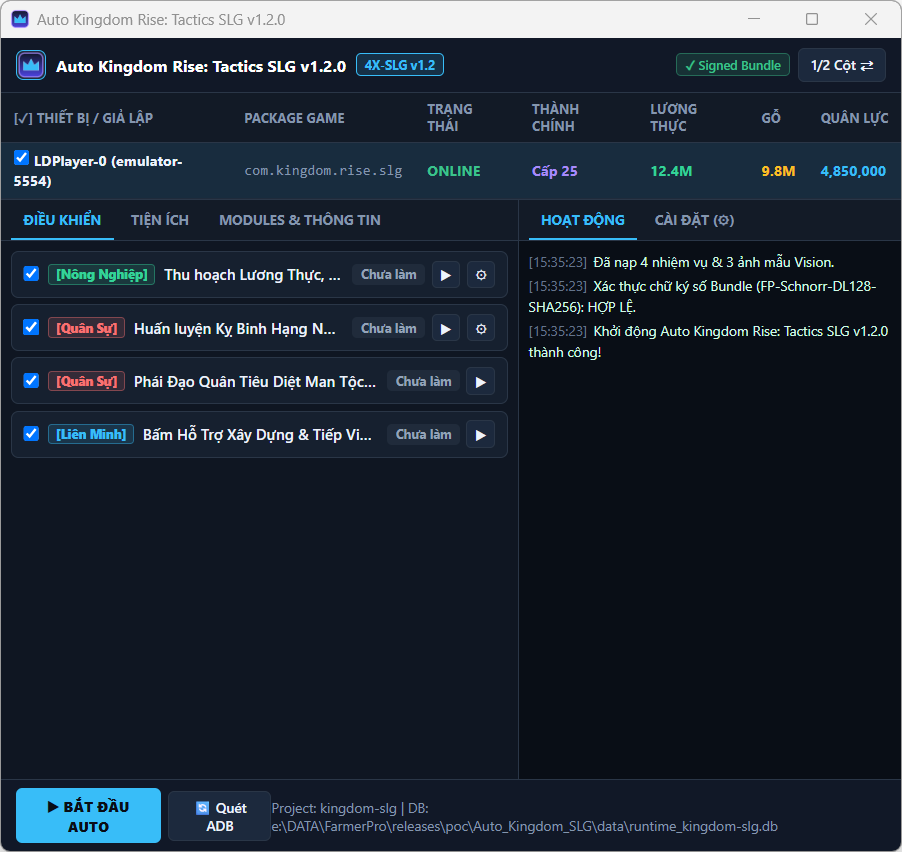 Auto Kingdom Rise: Tactics SLG v1.2.0
Auto Kingdom Rise: Tactics SLG v1.2.0
4X-SLG v1.2
✓ Signed Bundle
1/2 Cột ⇄
[✓] THIẾT BỊ / GIẢ LẬP
PACKAGE GAME
TRẠNG
THÁI
THÀNH
CHÍNH
LƯƠNG
THỰC
GỖ
QUÂN LỰC
LDPlayer-0 (emulator-
5554)
com.kingdom.rise.slg
ONLINE
Cấp 25
12.4M
9.8M
4,850,000
ĐIỀU KHIỂN
TIỆN ÍCH
MODULES & THÔNG TIN
HOẠT ĐỘNG
CÀI ĐẶT (⚙)
[Nông Nghiệp] Thu hoạch Lương Thực, ... Chưa làm ▶ ⚙
[Quân Sự] Huấn luyện Kỵ Binh Hạng N... Chưa làm ▶ ⚙
[Quân Sự] Phái Đạo Quân Tiêu Diệt Man Tộc... Chưa làm ▶
[Liên Minh] Bấm Hỗ Trợ Xây Dựng & Tiếp Vi... Chưa làm ▶
[15:35:23] Đã nạp 4 nhiệm vụ & 3 ảnh mẫu Vision.
[15:35:23] Xác thực chữ ký số Bundle (FP-Schnorr-DL128-
SHA256): HỢP LỆ.
[15:35:23] Khởi động Auto Kingdom Rise: Tactics SLG v1.2.0
thành công!
▶ BẮT ĐẦU
AUTO
🔄 Quét
ADB
Project: kingdom-slg | DB:
e:\DATA\FarmerPro\releases\poc\Auto_Kingdom_SLG\data\runtime_kingdom-slg.db